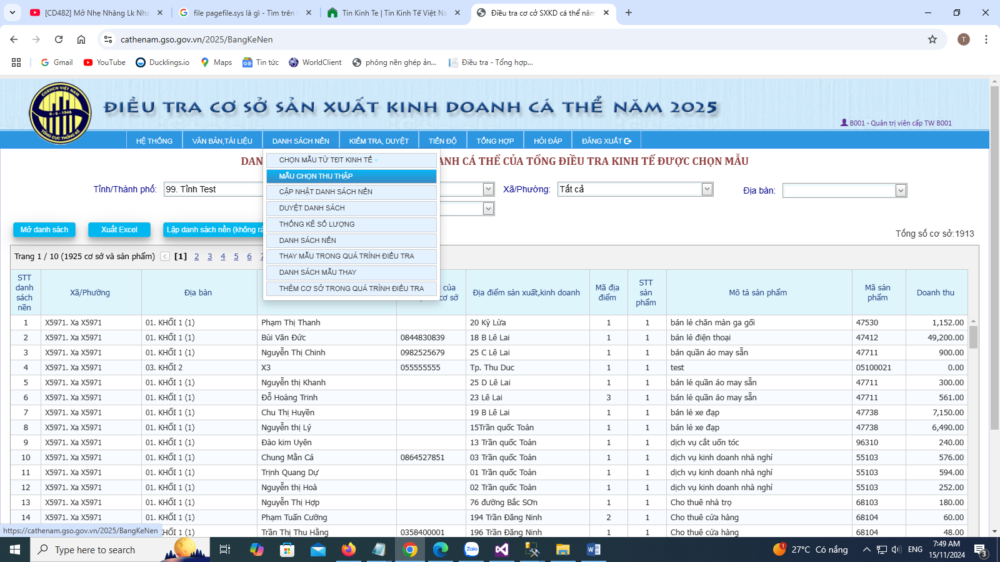 [CD482] Mở Nhẹ Nhàng Lk Nha
file pagefile.sys là gì - Tìm trên
Tin Kinh Te | Tin Kinh Tế Việt Na
Điều tra cơ cở SXKD cá thể năm
cathenam.gso.gov.vn/2025/BangKeNen
T
Gmail
YouTube
Ducklings.io
Maps
Tin tức
WorldClient
phông nền ghép ản...
Điều tra - Tổng hợp...
CHXHCN VIỆT NAM
6-5-1946
TỔNG CỤC THỐNG KÊ
ĐIỀU TRA CƠ SỞ SẢN XUẤT KINH DOANH CÁ THỂ NĂM 2025
B001 - Quản trị viên cấp TW B001
HỆ THỐNG VĂN BẢN,TÀI LIỆU DANH SÁCH NỀN KIỂM TRA, DUYỆT TIẾN ĐỘ TỔNG HỢP HỎI ĐÁP ĐĂNG XUẤT
DAN ANH CÁ THỂ CỦA TỔNG ĐIỀU TRA KINH TẾ ĐƯỢC CHỌN MẪU
CHỌN MẪU TỪ TĐT KINH TẾ
MẪU CHỌN THU THẬP
CẬP NHẬT DANH SÁCH NỀN
DUYỆT DANH SÁCH
THỐNG KÊ SỐ LƯỢNG
DANH SÁCH NỀN
THAY MẪU TRONG QUÁ TRÌNH ĐIỀU TRA
DANH SÁCH MẪU THAY
THÊM CƠ SỞ TRONG QUÁ TRÌNH ĐIỀU TRA
Tỉnh/Thành phố: 99. Tỉnh Test Xã/Phường: Tất cả Địa bàn:
Mở danh sách Xuất Excel Lập danh sách nền (không rà
Tổng số cơ sở:1913
Trang 1 / 10 (1925 cơ sở và sản phẩm) [1] 2 3 4 5 6 7
STT danh sách nền Xã/Phường Địa bàn của cơ sở Địa điểm sản xuất,kinh doanh Mã địa điểm STT sản phẩm Mô tả sản phẩm Mã sản phẩm Doanh thu
1 X5971. Xa X5971 01. KHỐI 1 (1) Phạm Thị Thanh 20 Kỳ Lừa 1 1 bán lẻ chăn màn ga gối 47530 1,152.00
2 X5971. Xa X5971 01. KHỐI 1 (1) Bùi Văn Đức 0844830839 18 B Lê Lai 1 1 bán lẻ điện thoại 47412 49,200.00
3 X5971. Xa X5971 01. KHỐI 1 (1) Nguyễn Thị Chinh 0982525679 25 C Lê Lai 1 1 bán quần áo may sẵn 47711 900.00
4 X5971. Xa X5971 03. KHỐI 2 X3 055555555 Tp. Thu Duc 1 1 test 05100021 0.00
5 X5971. Xa X5971 01. KHỐI 1 (1) Nguyễn thị Khanh 25 D Lê Lai 1 1 bán lẻ quần áo may sẵn 47711 300.00
6 X5971. Xa X5971 01. KHỐI 1 (1) Đỗ Hoàng Trinh 23 Lê Lai 3 1 bán lẻ quần áo may sẵn 47711 561.00
7 X5971. Xa X5971 01. KHỐI 1 (1) Chu Thị Huyền 19 B Lê Lai 1 1 bán lẻ xe đạp 47738 7,150.00
8 X5971. Xa X5971 01. KHỐI 1 (1) Nguyễn thị Lý 15Trần quốc Toản 1 1 bán lẻ xe đạp 47738 6,490.00
9 X5971. Xa X5971 01. KHỐI 1 (1) Đào kim Uyên 13 Trần quốc Toản 1 1 dịch vụ cắt uốn tóc 96310 240.00
10 X5971. Xa X5971 01. KHỐI 1 (1) Chung Mằn Cá 0864527851 03 Trần quốc Toản 1 1 dịch vụ kinh doanh nhà nghỉ 55103 576.00
11 X5971. Xa X5971 01. KHỐI 1 (1) Trịnh Quang Dự 01 Trần quốc Toản 1 1 dịch vụ kinh doanh nhà nghỉ 55103 594.00
12 X5971. Xa X5971 01. KHỐI 1 (1) Nguyễn thị Hoà 02 Trần quốc Toản 1 1 dịch vụ kinh doanh nhà nghỉ 55103 252.00
13 X5971. Xa X5971 01. KHỐI 1 (1) Nguyễn Thị Hợp 76 đường Bắc SƠn 1 1 Cho thuê nhà trọ 68103 180.00
14 X5971. Xa X5971 01. KHỐI 1 (1) Phạm Tuấn Cường 194 Trần Đăng Ninh 2 1 Cho thuê cửa hàng 68104 60.00
HỐI 1 (1) Trần Thị Thu Hằng 0358400001 196 Trần Đăng Ninh 1 1 Cho thuê cửa hàng 68104 48.00
https://cathenam.gso.gov.vn/2025/BangKeNen
Type here to search
Zalo
1
27°C Có nắng
ENG
7:49 AM
15/11/2024
3